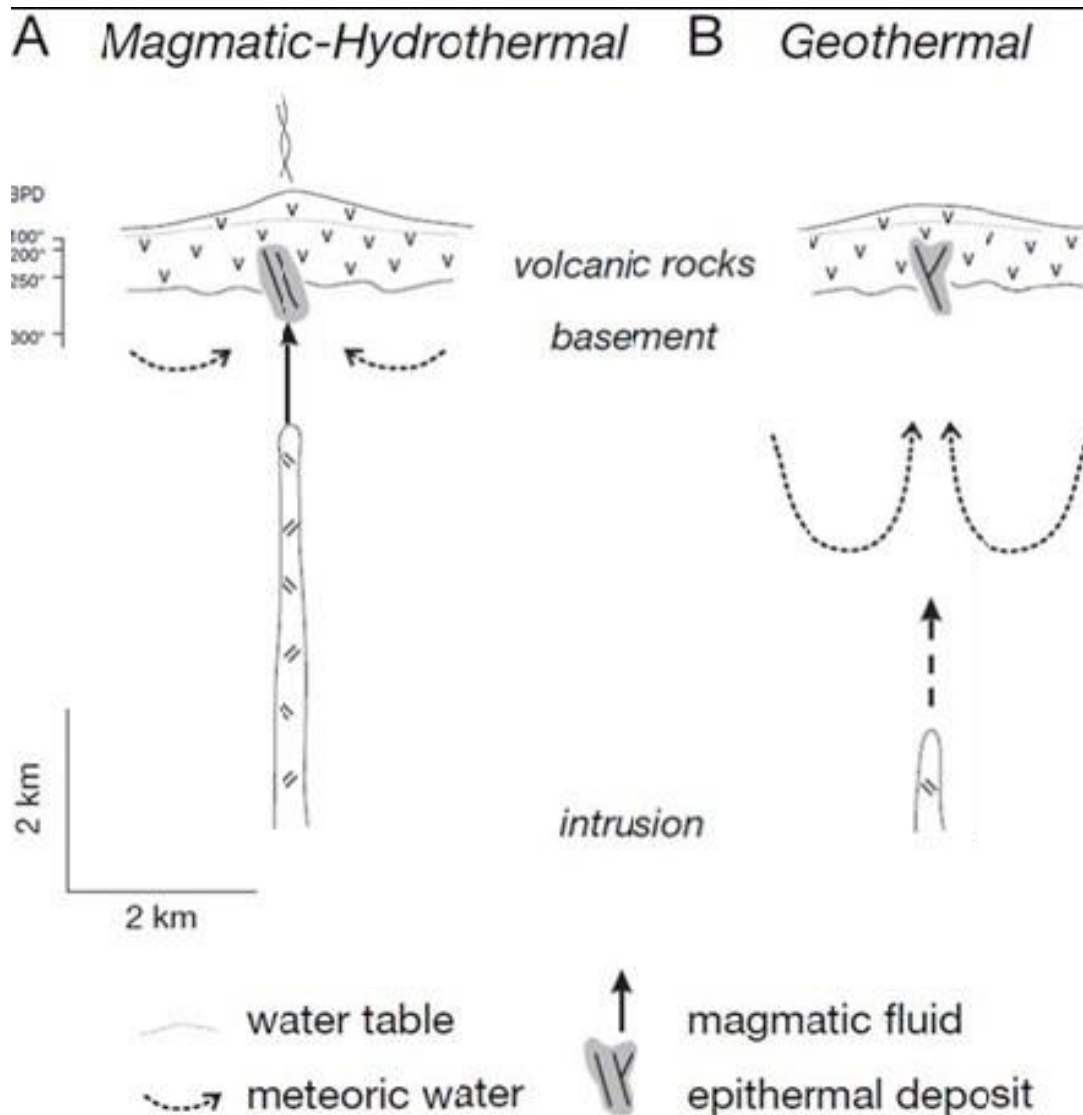 A Magmatic-Hydrothermal B Geothermal
BPD
100°
200°
250°
300°
volcanic rocks
basement
2 km
intrusion
2 km
water table
magmatic fluid
meteoric water
epithermal deposit